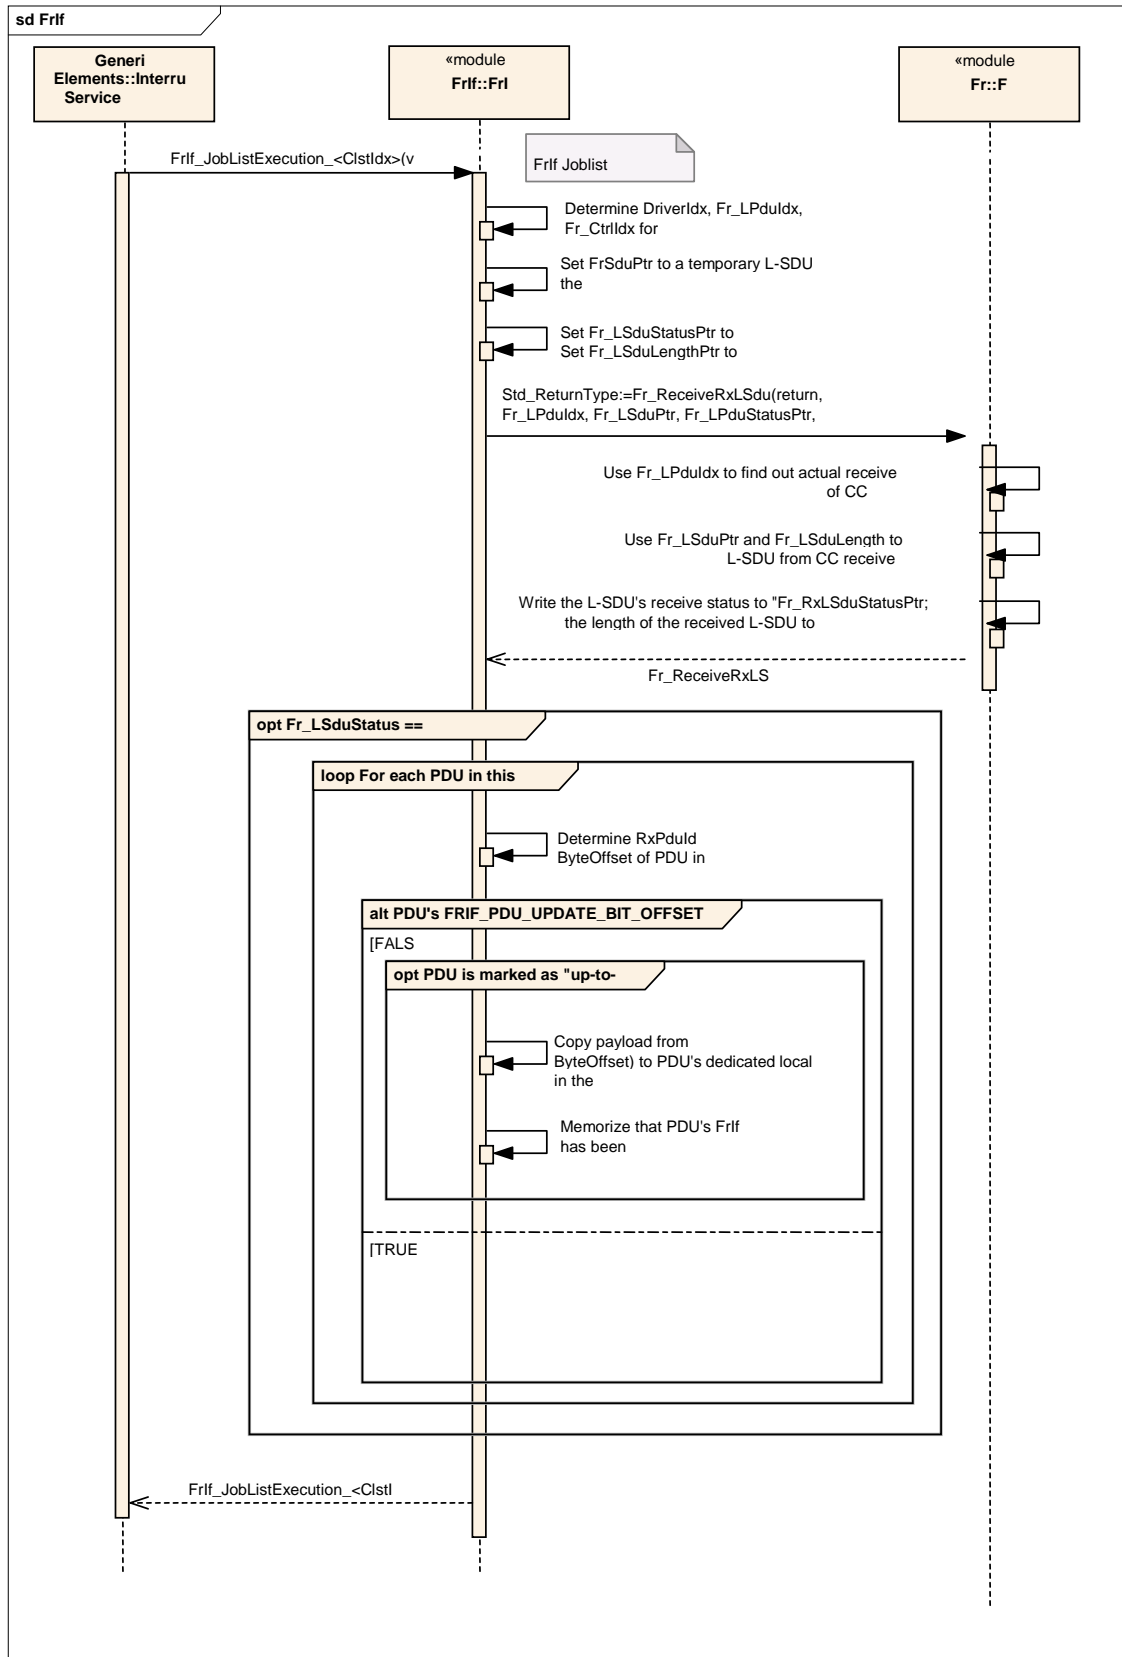 sd FrIf
Generi
Elements::Interru
Service
«module
FrIf::FrI
«module
Fr::F
FrIf_JobListExecution_<ClstIdx>(v
FrIf Joblist
Determine DriverIdx, Fr_LPduIdx,
Fr_CtrlIdx for
Set FrSduPtr to a temporary L-SDU
the
Set Fr_LSduStatusPtr to
Set Fr_LSduLengthPtr to
Std_ReturnType:=Fr_ReceiveRxLSdu(return,
Fr_LPduIdx, Fr_LSduPtr, Fr_LPduStatusPtr,
Use Fr_LPduIdx to find out actual receive
of CC
Use Fr_LSduPtr and Fr_LSduLength to
L-SDU from CC receive
Write the L-SDU's receive status to "Fr_RxLSduStatusPtr;
the length of the received L-SDU to
Fr_ReceiveRxLS
opt Fr_LSduStatus ==
loop For each PDU in this
Determine RxPduId
ByteOffset of PDU in
alt PDU's FRIF_PDU_UPDATE_BIT_OFFSET
[FALS
opt PDU is marked as "up-to-
Copy payload from
ByteOffset) to PDU's dedicated local
in the
Memorize that PDU's FrIf
has been
[TRUE
FrIf_JobListExecution_<ClstI